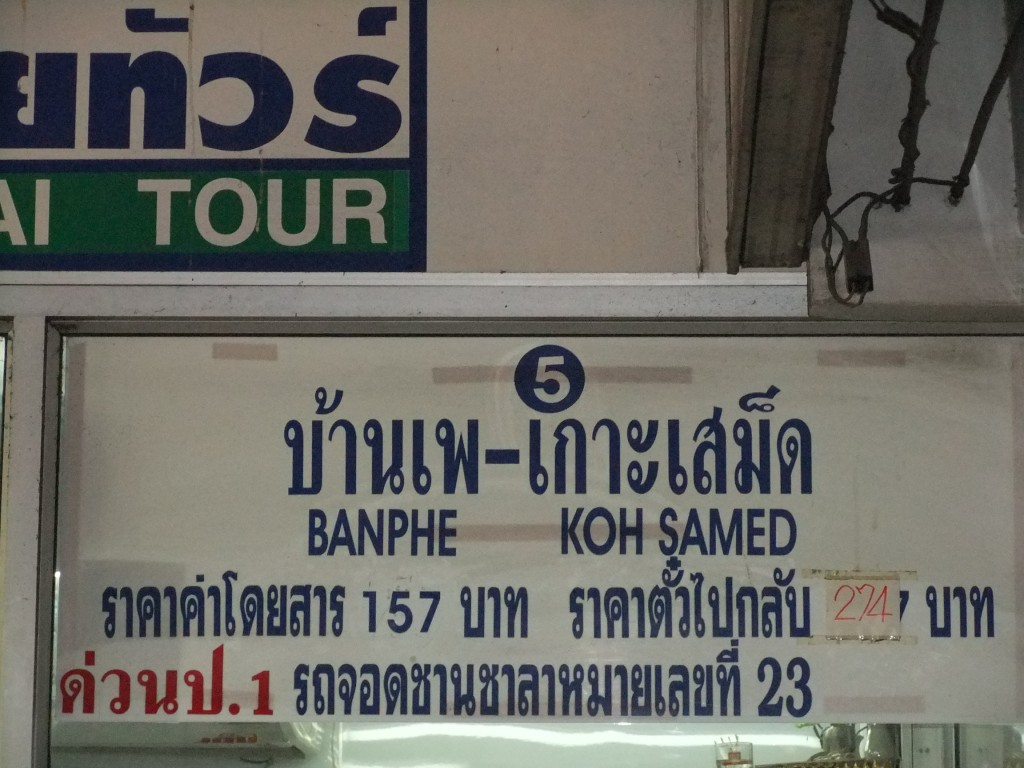 ยทัวร์
AI TOUR
5
บ้านเพ-เกาะเสม็ด
BANPHE KOH SAMED
ราคาค่าโดยสาร 157 บาท ราคาตั๋วไปกลับ 274 บาท
ด่วนป.1 รถจอดชานชาลาหมายเลขที่ 23